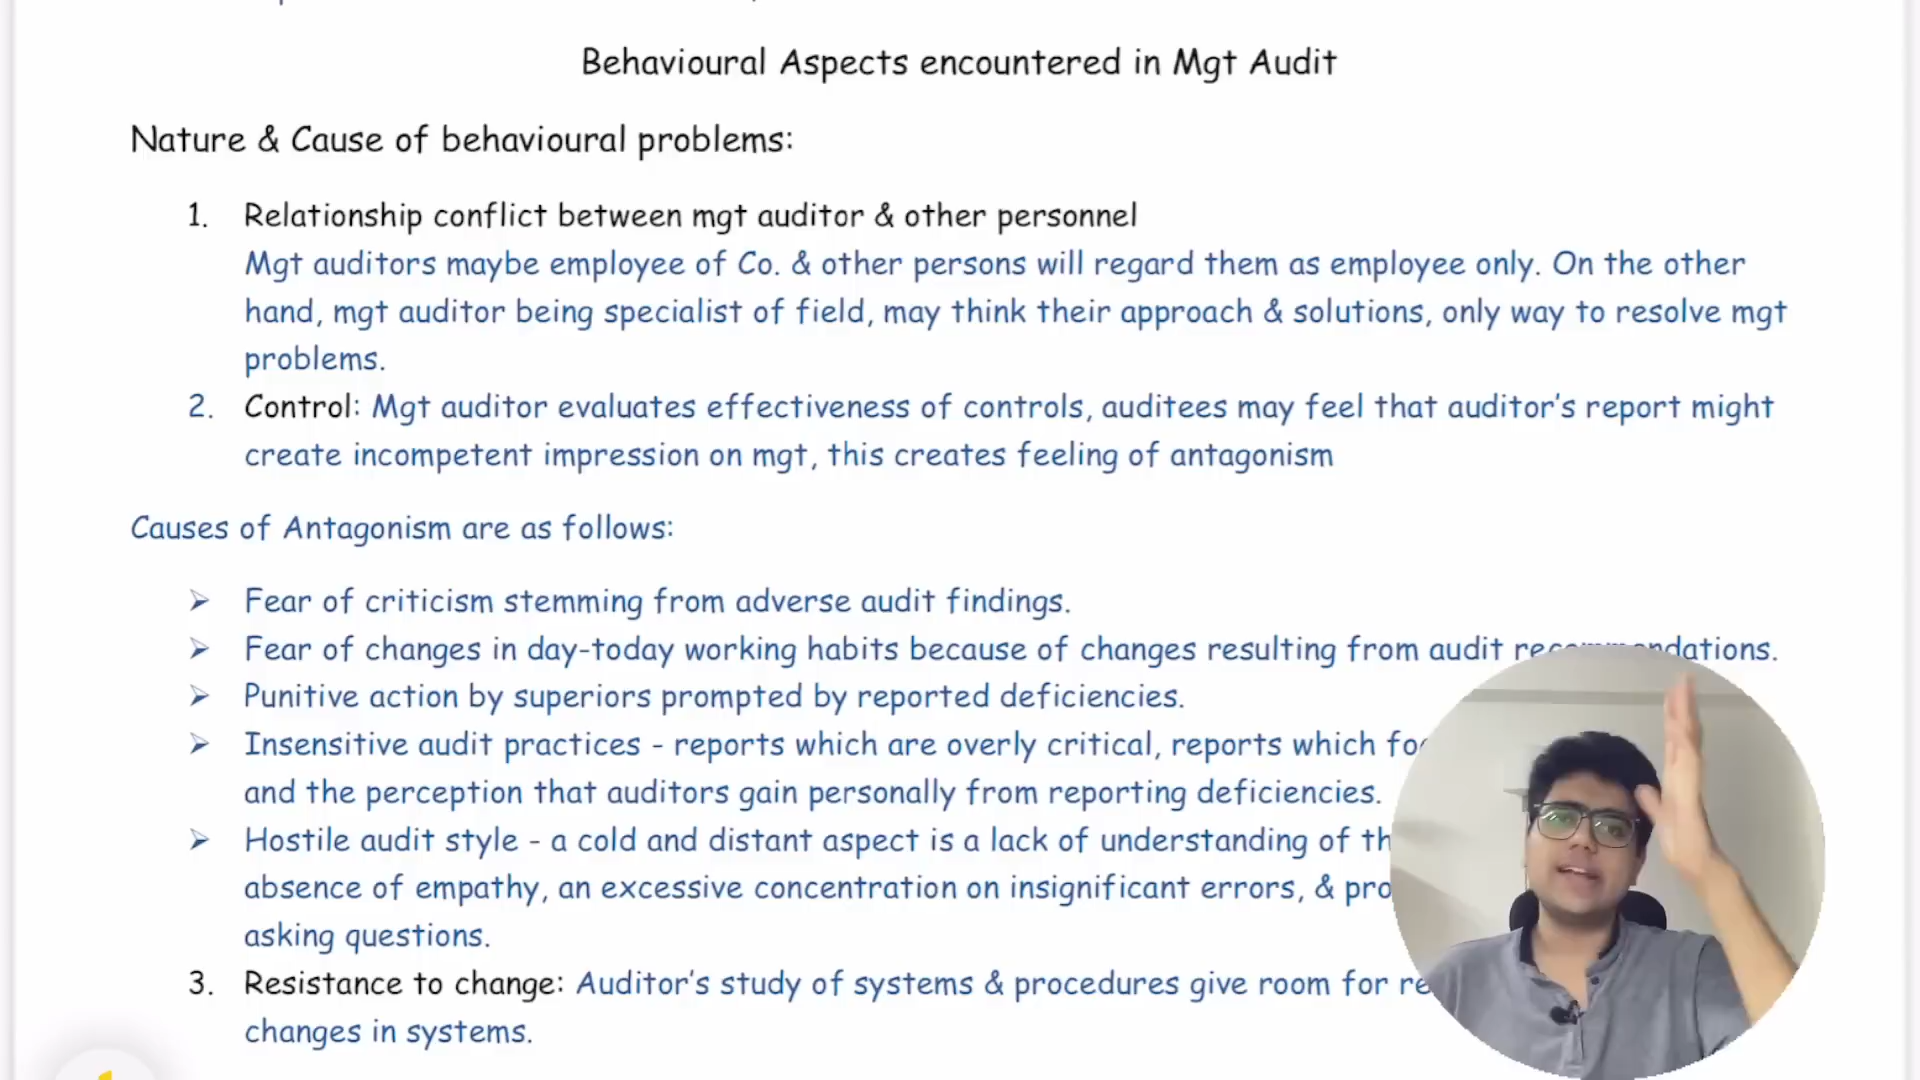 Behavioural Aspects encountered in Mgt Audit
Nature & Cause of behavioural problems:
1. Relationship conflict between mgt auditor & other personnel
Mgt auditors maybe employee of Co. & other persons will regard them as employee only. On the other
hand, mgt auditor being specialist of field, may think their approach & solutions, only way to resolve mgt
problems.
2. Control: Mgt auditor evaluates effectiveness of controls, auditees may feel that auditor's report might
create incompetent impression on mgt, this creates feeling of antagonism
Causes of Antagonism are as follows:
➢ Fear of criticism stemming from adverse audit findings.
➢ Fear of changes in day-today working habits because of changes resulting from audit recommendations.
➢ Punitive action by superiors prompted by reported deficiencies.
➢ Insensitive audit practices - reports which are overly critical, reports which
and the perception that auditors gain personally from reporting deficiencies.
➢ Hostile audit style - a cold and distant aspect is a lack of understanding of
absence of empathy, an excessive concentration on insignificant errors, &
asking questions.
3. Resistance to change: Auditor's study of systems & procedures give room for
changes in systems.